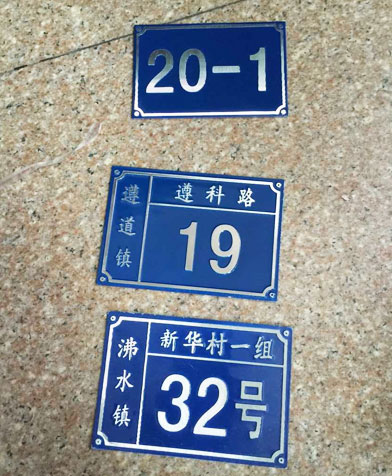 20-1
遵道镇
遵科路
19
沸水镇
新华村一组
32号